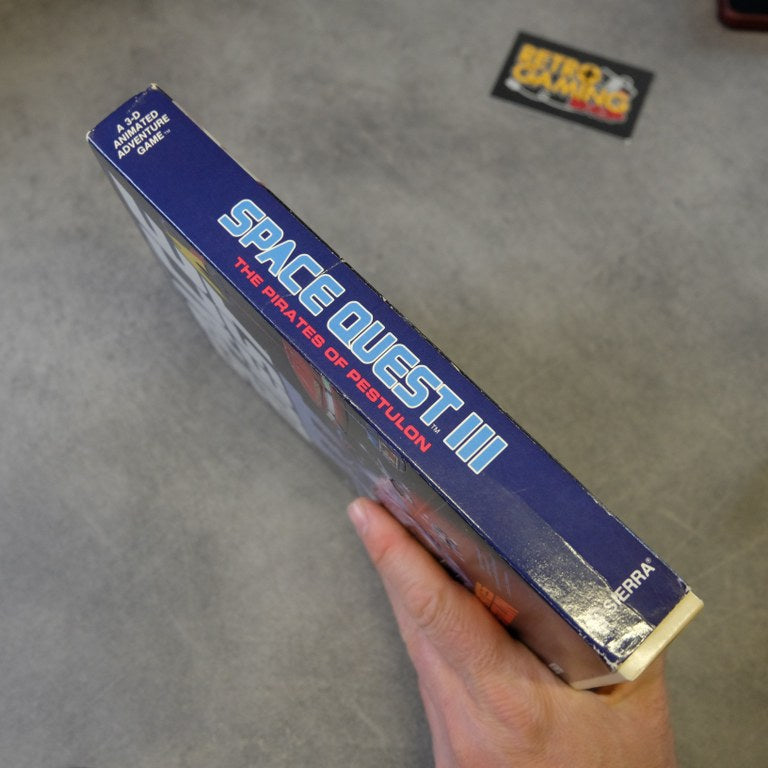 A 3-D
ANIMATED
ADVENTURE
GAME™
SPACE QUEST™ III
THE PIRATES OF PESTULON
SIERRA®
RETRO
GAMING